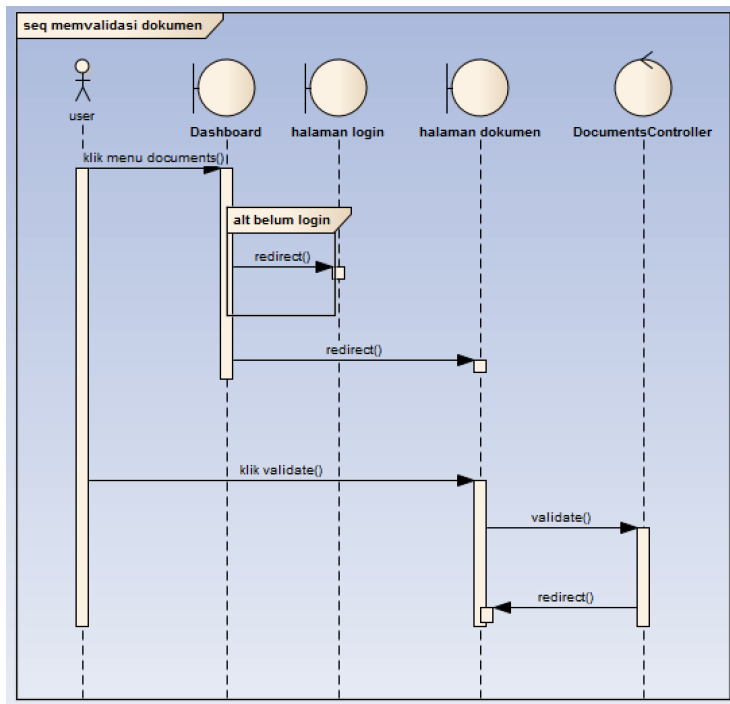 seq memvalidasi dokumen
user
Dashboard
halaman login
halaman dokumen
DocumentsController
klik menu documents()
alt belum login
redirect()
redirect()
klik validate()
validate()
redirect()